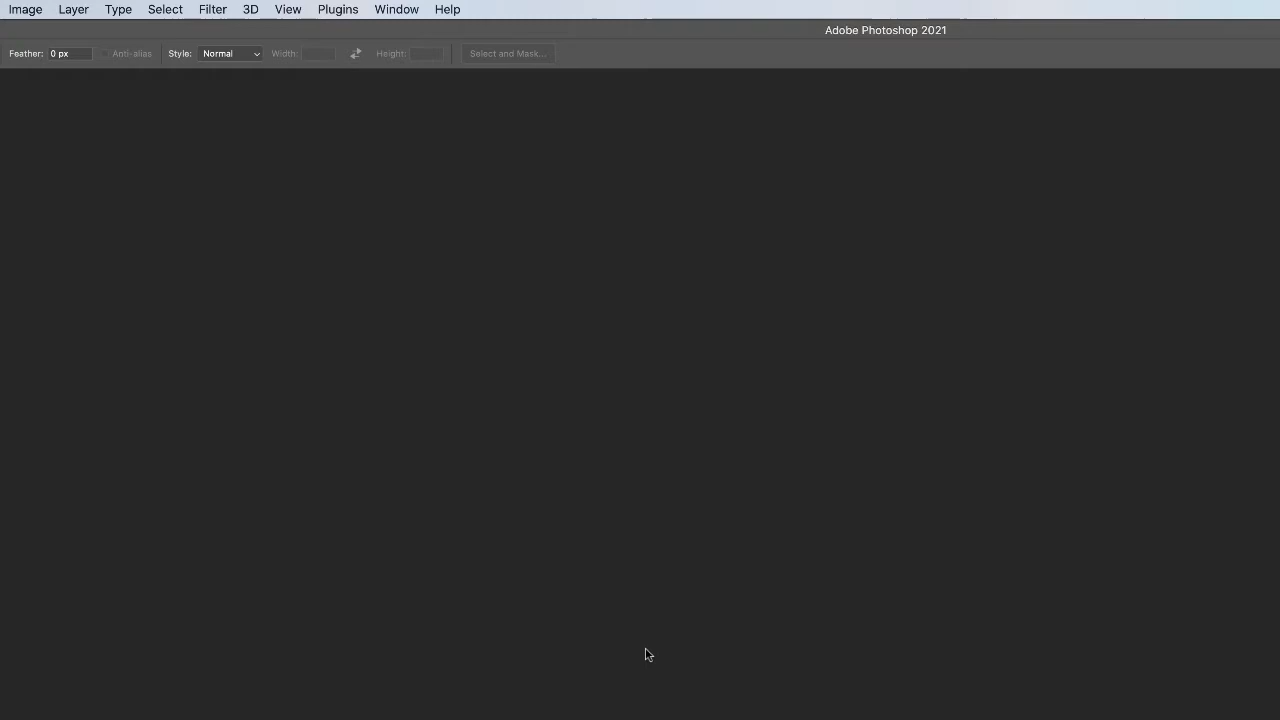 Image Layer Type Select Filter 3D View Plugins Window Help
Adobe Photoshop 2021
Feather: 0 px Anti-alias Style: Normal Width: Height: Select and Mask...